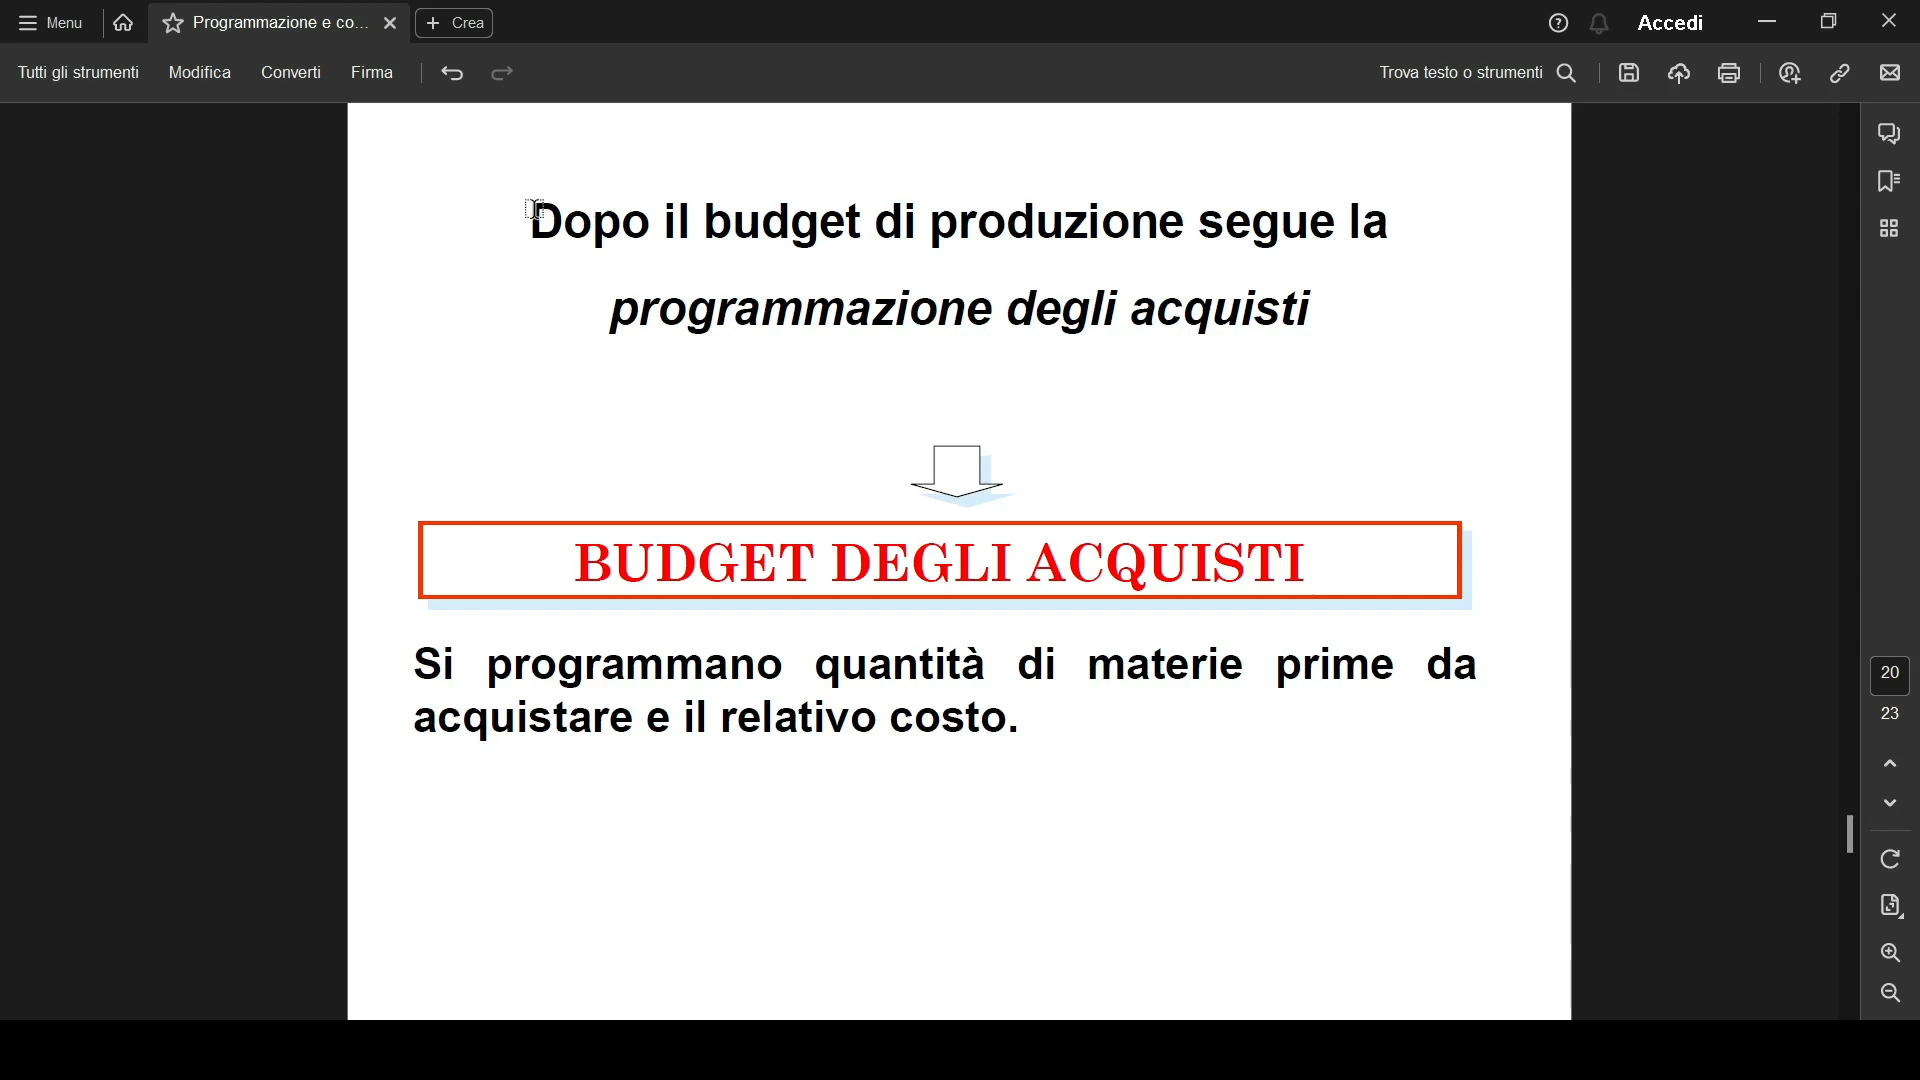 Menu
Programmazione e co...
Crea
Accedi
Tutti gli strumenti
Modifica
Converti
Firma
Trova testo o strumenti
Dopo il budget di produzione segue la
programmazione degli acquisti
BUDGET DEGLI ACQUISTI
Si programmano quantità di materie prime da
acquistare e il relativo costo.
20
23